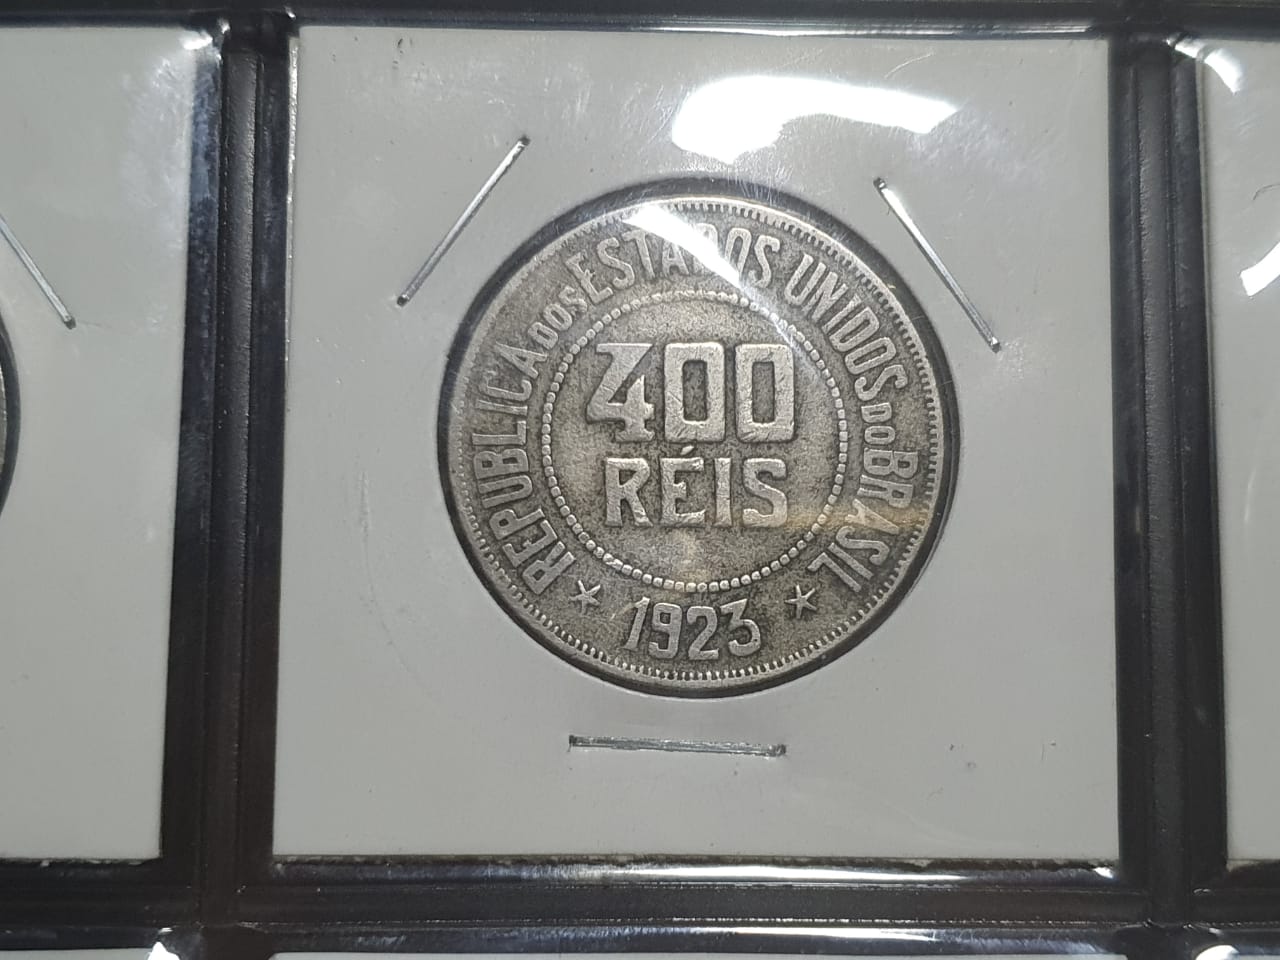 REPUBLICA DOS ESTADOS UNIDOS DO BRASIL
400
RÉIS
1923